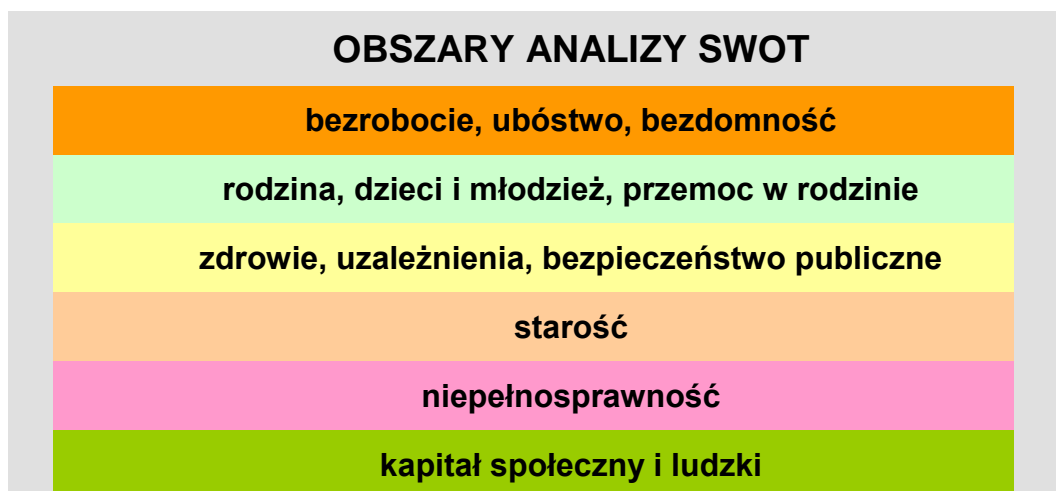 OBSZARY ANALIZY SWOT
bezrobocie, ubóstwo, bezdomność
rodzina, dzieci i młodzież, przemoc w rodzinie
zdrowie, uzależnienia, bezpieczeństwo publiczne
starość
niepełnosprawność
kapitał społeczny i ludzki